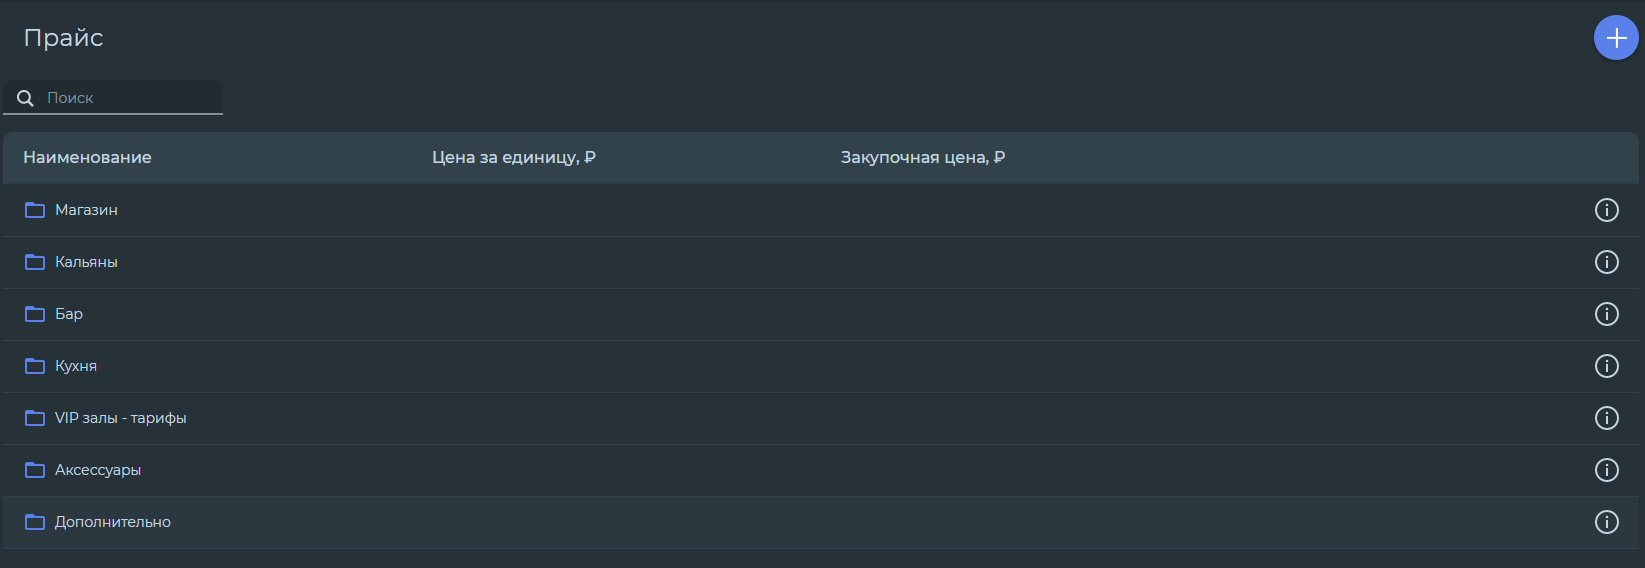 Прайс
Поиск
Наименование Цена за единицу, ₽ Закупочная цена, ₽
Магазин
Кальяны
Бар
Кухня
VIP залы - тарифы
Аксессуары
Дополнительно